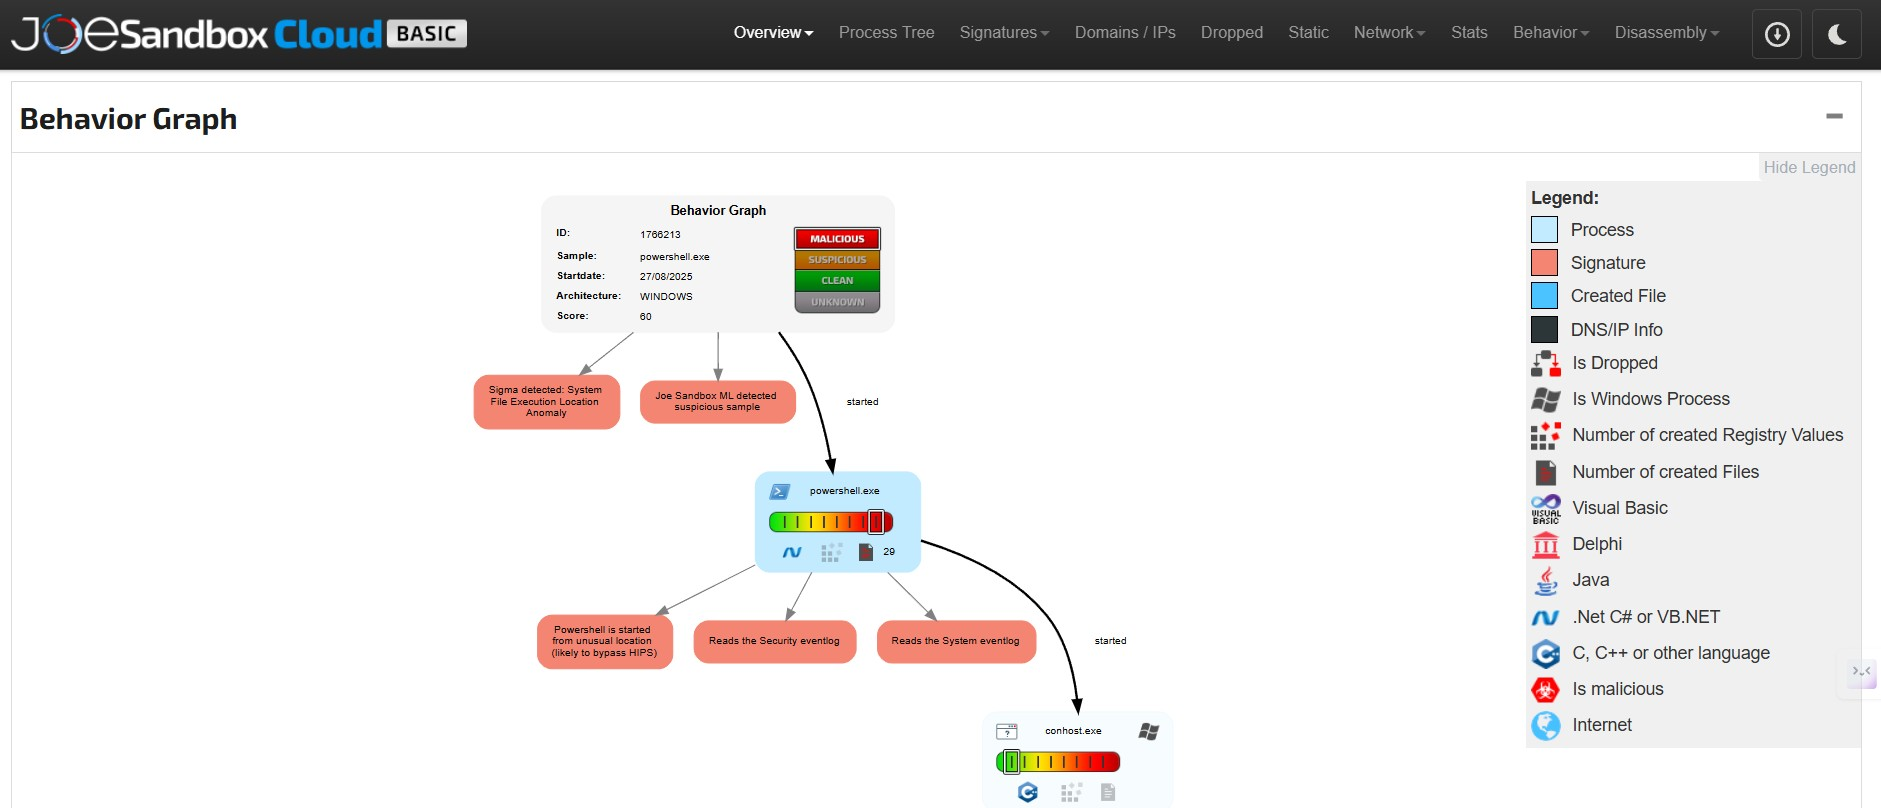 JOeSandbox Cloud BASIC
Overview
Process Tree
Signatures
Domains / IPs
Dropped
Static
Network
Stats
Behavior
Disassembly
Behavior Graph
Hide Legend
Behavior Graph
ID: 1766213
Sample: powershell.exe
Startdate: 27/08/2025
Architecture: WINDOWS
Score: 60
MALICIOUS
SUSPICIOUS
CLEAN
UNKNOWN
Sigma detected: System
File Execution Location
Anomaly
Joe Sandbox ML detected
suspicious sample
started
powershell.exe
29
Powershell is started
from unusual location
(likely to bypass HIPS)
Reads the Security eventlog
Reads the System eventlog
started
conhost.exe
Legend:
Process
Signature
Created File
DNS/IP Info
Is Dropped
Is Windows Process
Number of created Registry Values
Number of created Files
VISUAL
BASIC
Visual Basic
Delphi
Java
.Net C# or VB.NET
C, C++ or other language
Is malicious
Internet